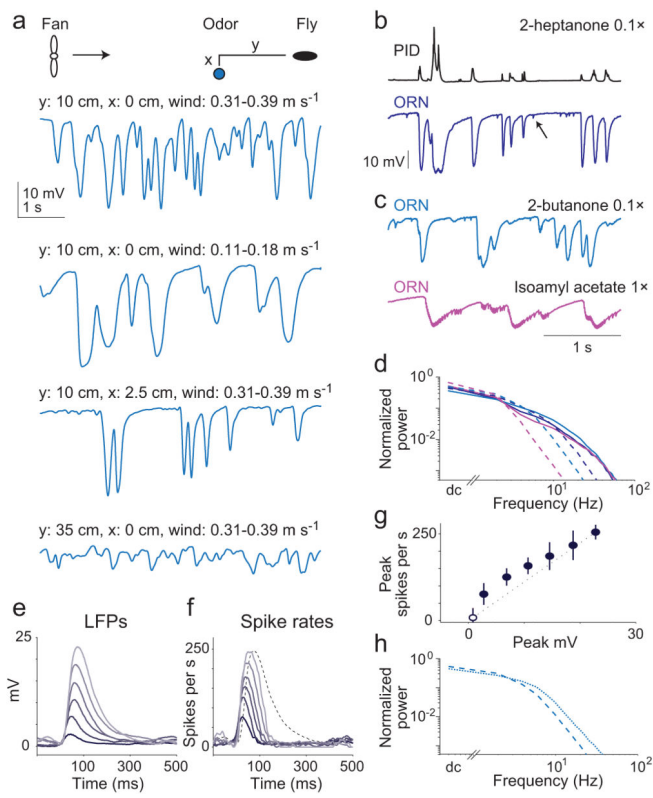 a
Fan
Odor
Fly
x
y
y: 10 cm, x: 0 cm, wind: 0.31-0.39 m s-1
10 mV
1 s
y: 10 cm, x: 0 cm, wind: 0.11-0.18 m s-1
y: 10 cm, x: 2.5 cm, wind: 0.31-0.39 m s-1
y: 35 cm, x: 0 cm, wind: 0.31-0.39 m s-1
b
2-heptanone 0.1×
PID
ORN
10 mV
c
ORN
2-butanone 0.1×
ORN
Isoamyl acetate 1×
1 s
d
Normalized
power
100
10-2
dc
101
102
Frequency (Hz)
e
LFPs
25
mV
0
100
300
500
Time (ms)
f
Spike rates
250
Spikes per s
0
100
300
500
Time (ms)
g
Peak
spikes per s
250
0
0
30
Peak mV
h
Normalized
power
100
10-2
dc
101
102
Frequency (Hz)